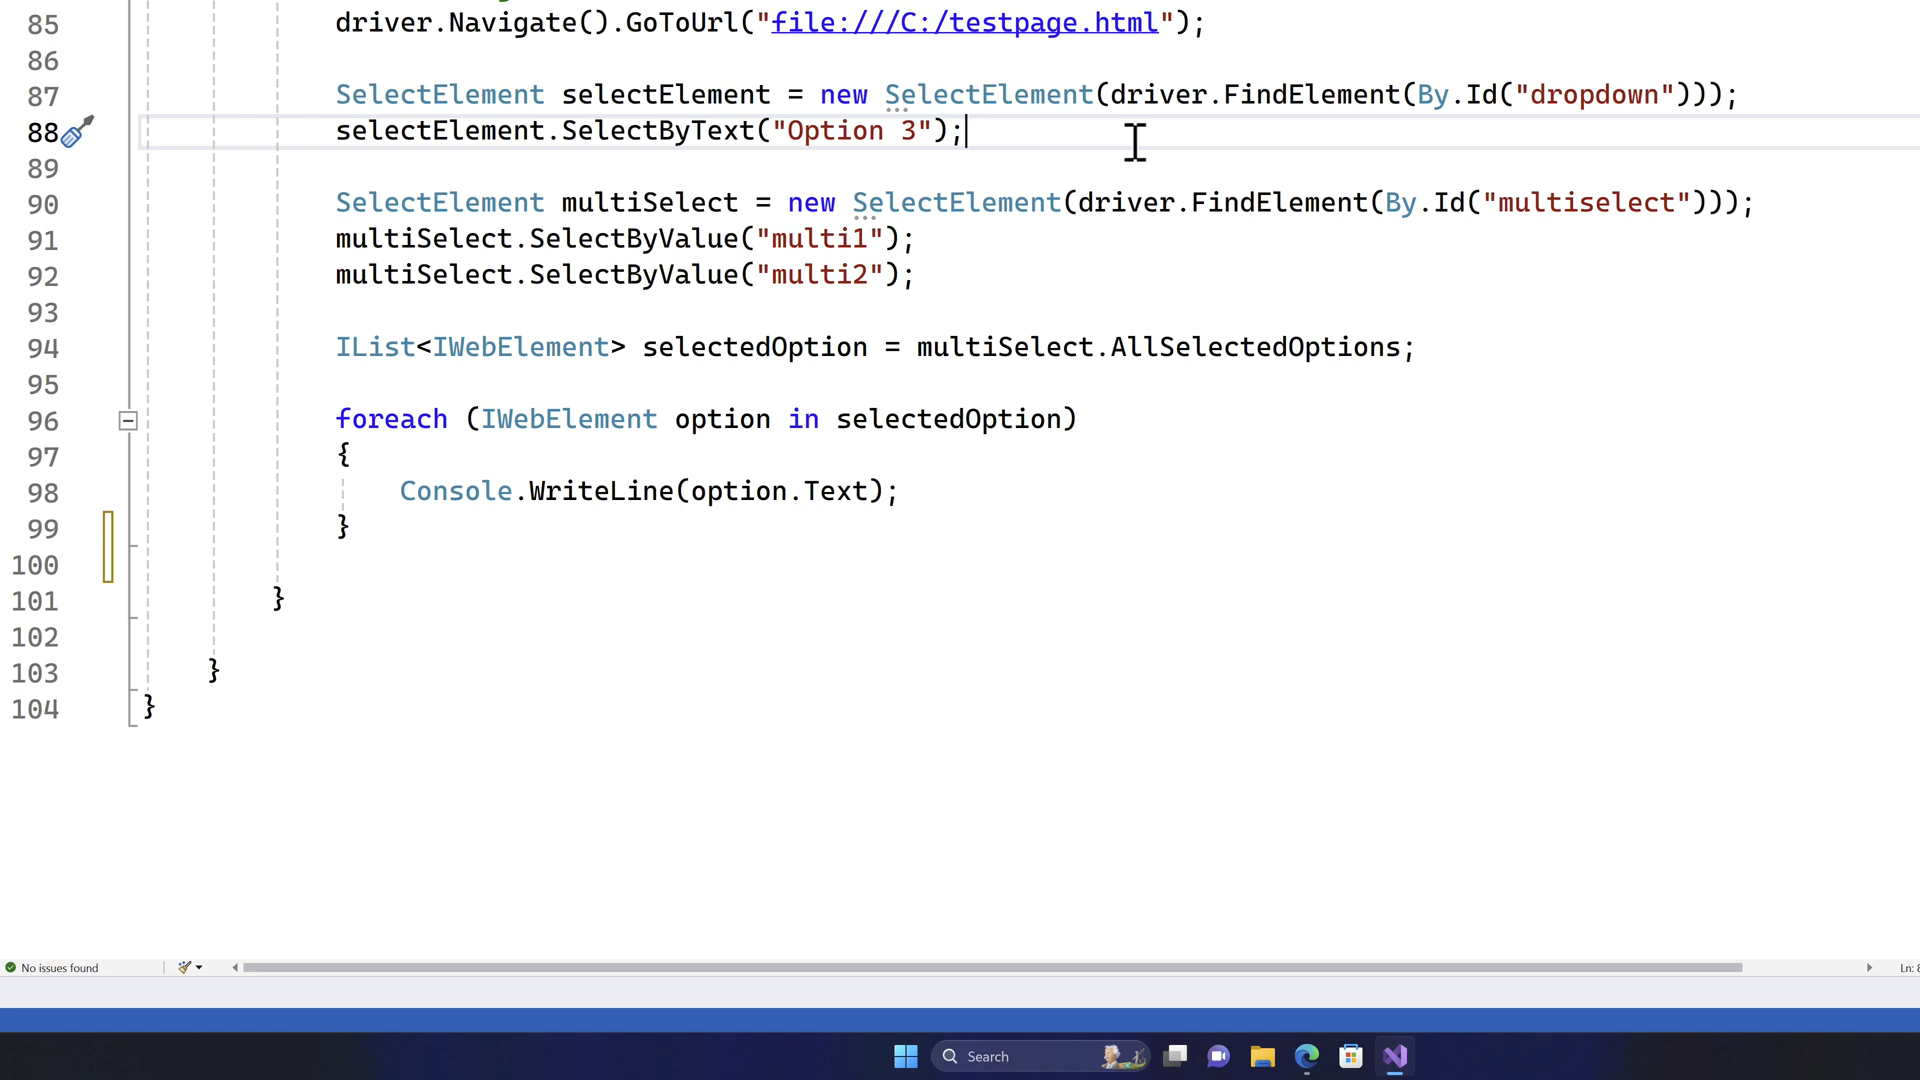 85 driver.Navigate().GoToUrl("file:///C:/testpage.html");
86
87 SelectElement selectElement = new SelectElement(driver.FindElement(By.Id("dropdown")));
88 selectElement.SelectByText("Option 3");
89
90 SelectElement multiSelect = new SelectElement(driver.FindElement(By.Id("multiselect")));
91 multiSelect.SelectByValue("multi1");
92 multiSelect.SelectByValue("multi2");
93
94 IList<IWebElement> selectedOption = multiSelect.AllSelectedOptions;
95
96 foreach (IWebElement option in selectedOption)
97 {
98 Console.WriteLine(option.Text);
99 }
100
101 }
102
103 }
104 }
No issues found
Ln:
Search